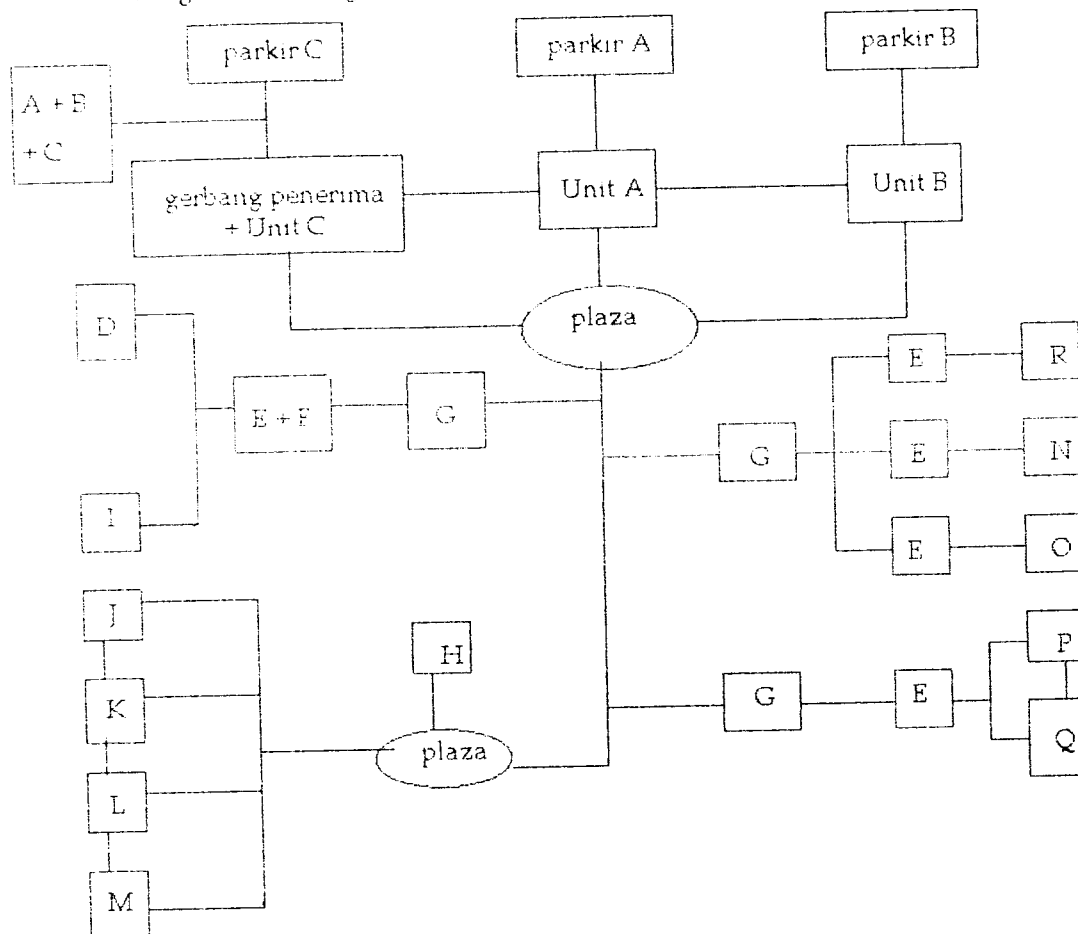 parkir C
parkir A
parkir B
A + B
+ C
gerbang penerima
+ Unit C
Unit A
Unit B
plaza
D
E + F
G
I
G
E
R
E
N
E
O
J
K
L
M
H
plaza
G
E
P
Q